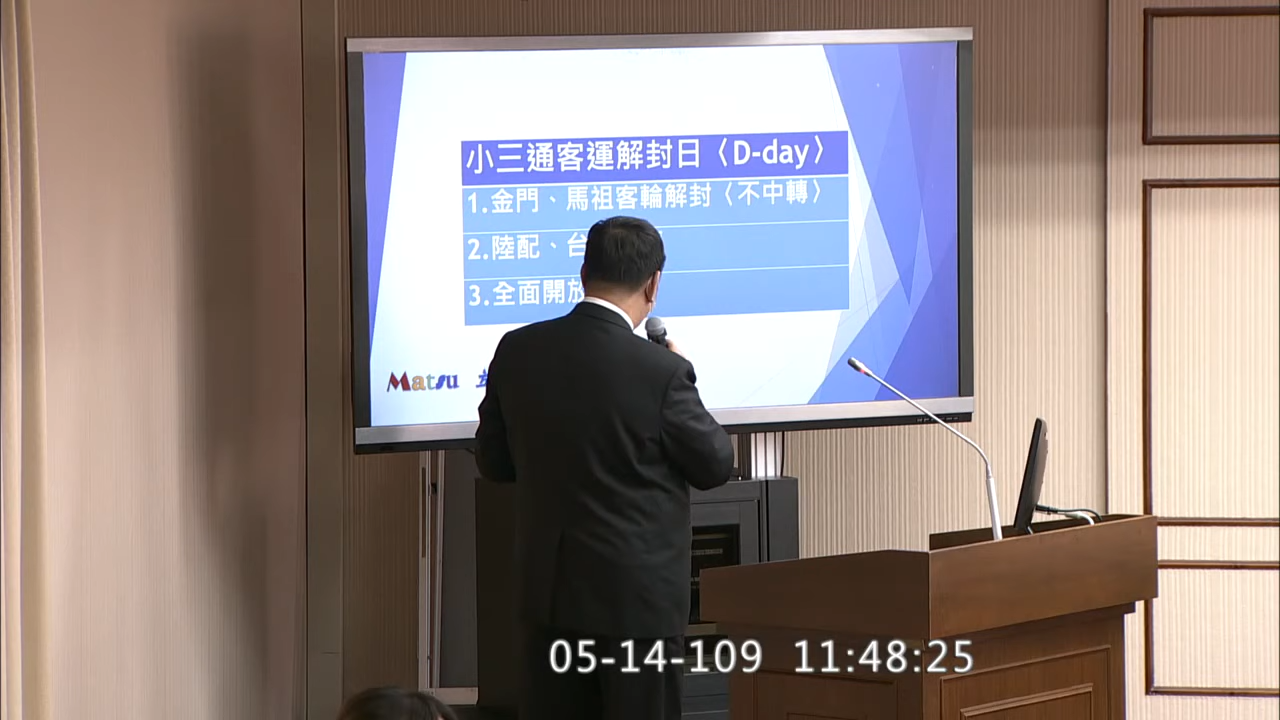 小三通客運解封日〈D-day〉
1.金門、馬祖客輪解封〈不中轉〉
2.陸配、台
3.全面開放
Matsu
05-14-109 11:48:25